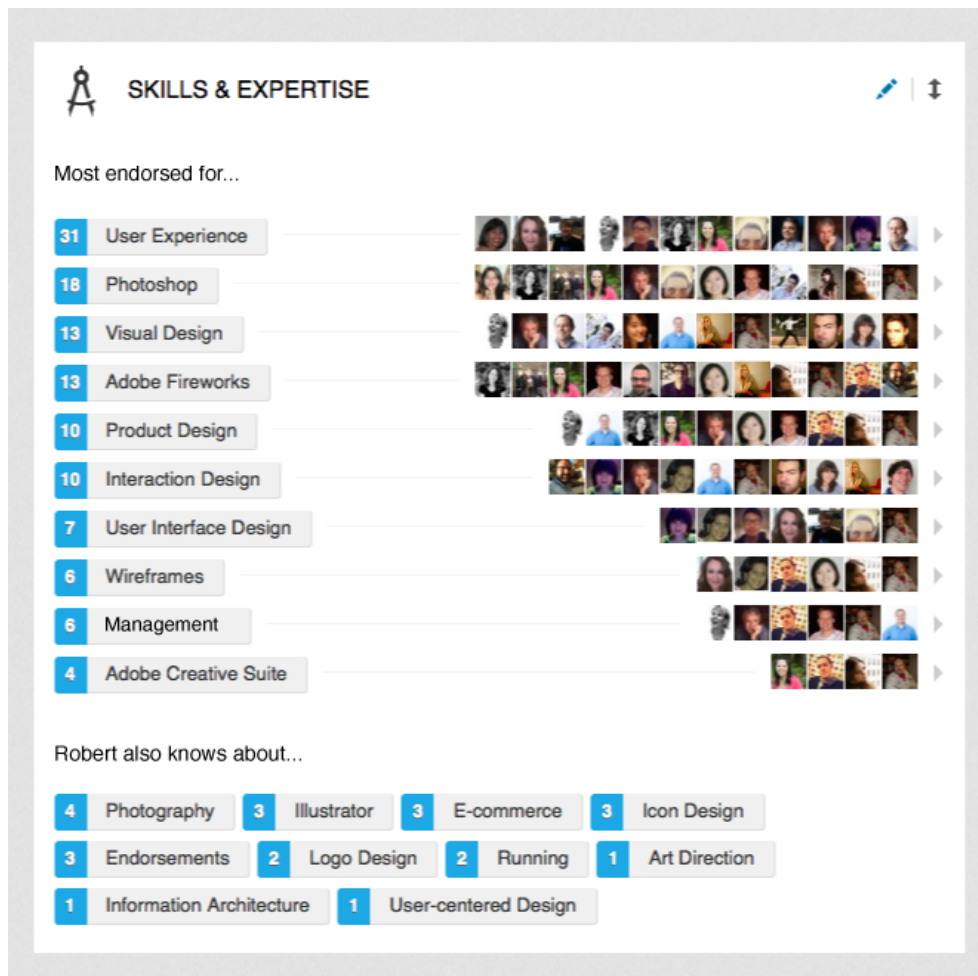 SKILLS & EXPERTISE
Most endorsed for...
31 User Experience
18 Photoshop
13 Visual Design
13 Adobe Fireworks
10 Product Design
10 Interaction Design
7 User Interface Design
6 Wireframes
6 Management
4 Adobe Creative Suite
Robert also knows about...
4 Photography 3 Illustrator 3 E-commerce 3 Icon Design
3 Endorsements 2 Logo Design 2 Running 1 Art Direction
1 Information Architecture 1 User-centered Design